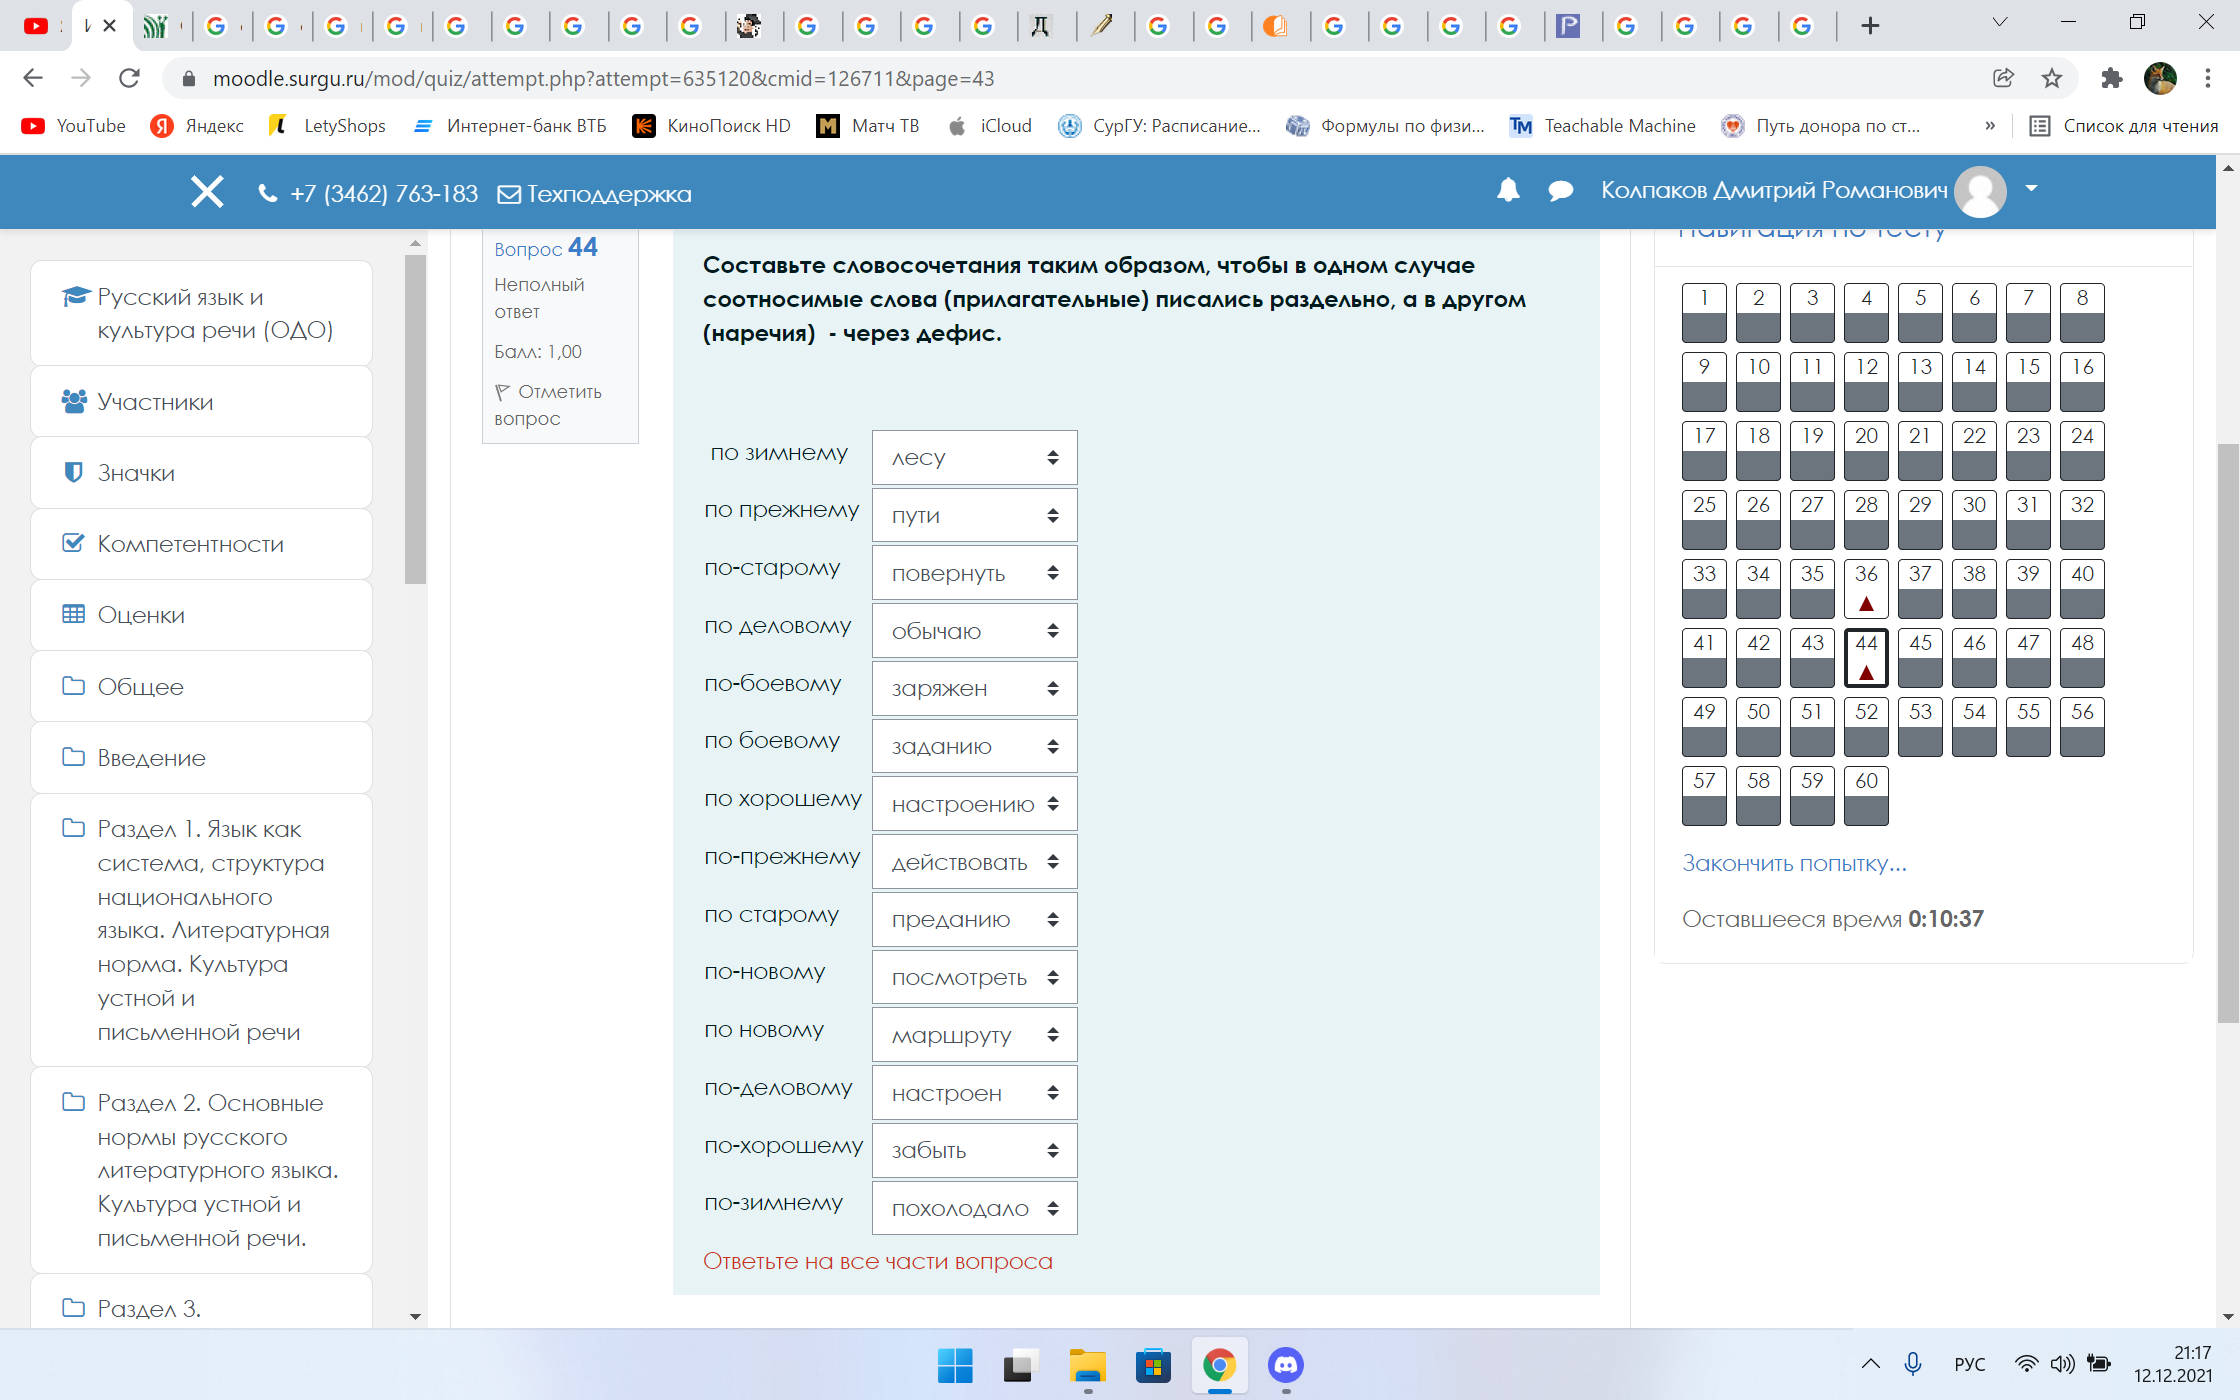 moodle.surgu.ru/mod/quiz/attempt.php?attempt=635120&cmid=126711&page=43
YouTube Яндекс LetyShops Интернет-банк ВТБ КиноПоиск HD Матч ТВ iCloud СурГУ: Расписание... Формулы по физи... Teachable Machine Путь донора по ст... » Список для чтения
+7 (3462) 763-183 Техподдержка Колпаков Дмитрий Романович
Русский язык и
культура речи (ОДО)
Участники
Значки
Компетентности
Оценки
Общее
Введение
Раздел 1. Язык как
система, структура
национального
языка. Литературная
норма. Культура
устной и
письменной речи
Раздел 2. Основные
нормы русского
литературного языка.
Культура устной и
письменной речи.
Раздел 3.
Вопрос 44
Неполный
ответ
Балл: 1,00
Отметить
вопрос
Составьте словосочетания таким образом, чтобы в одном случае
соотносимые слова (прилагательные) писались раздельно, а в другом
(наречия) - через дефис.
по зимнему лесу
по прежнему пути
по-старому повернуть
по деловому обычаю
по-боевому заряжен
по боевому заданию
по хорошему настроению
по-прежнему действовать
по старому преданию
по-новому посмотреть
по новому маршруту
по-деловому настроен
по-хорошему забыть
по-зимнему похолодало
Ответьте на все части вопроса
Навигация по тесту
1 2 3 4 5 6 7 8
9 10 11 12 13 14 15 16
17 18 19 20 21 22 23 24
25 26 27 28 29 30 31 32
33 34 35 36 37 38 39 40
41 42 43 44 45 46 47 48
49 50 51 52 53 54 55 56
57 58 59 60
Закончить попытку...
Оставшееся время 0:10:37
РУС
21:17
12.12.2021